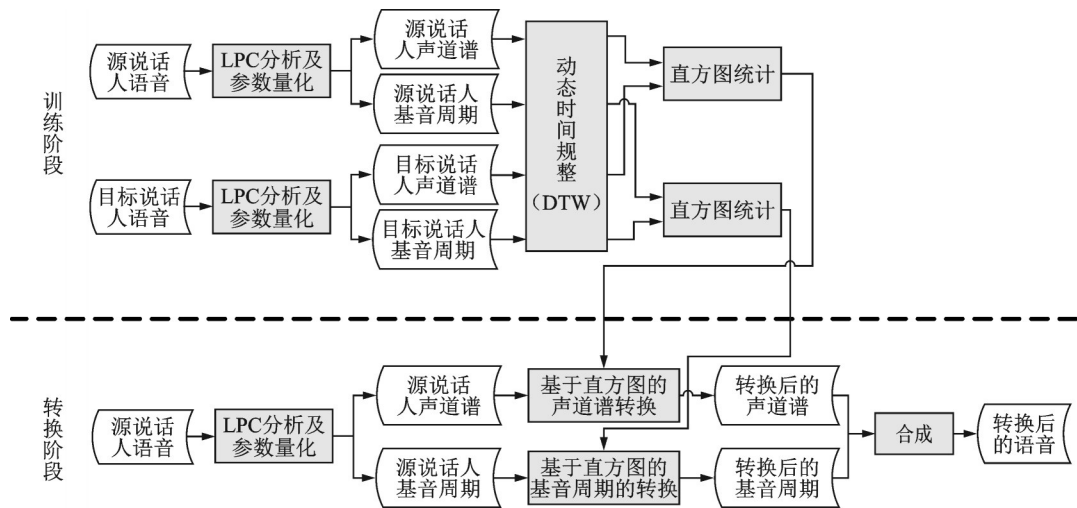 训练阶段
源说话
人语音
LPC分析及
参数量化
源说话
人声道谱
源说话人
基音周期
目标说话
人语音
LPC分析及
参数量化
目标说话
人声道谱
目标说话人
基音周期
动态时间规整
(DTW)
直方图统计
直方图统计
转换阶段
源说话
人语音
LPC分析及
参数量化
源说话
人声道谱
源说话人
基音周期
基于直方图的
声道谱转换
基于直方图的
基音周期的转换
转换后的
声道谱
转换后的
基音周期
合成
转换后
的语音